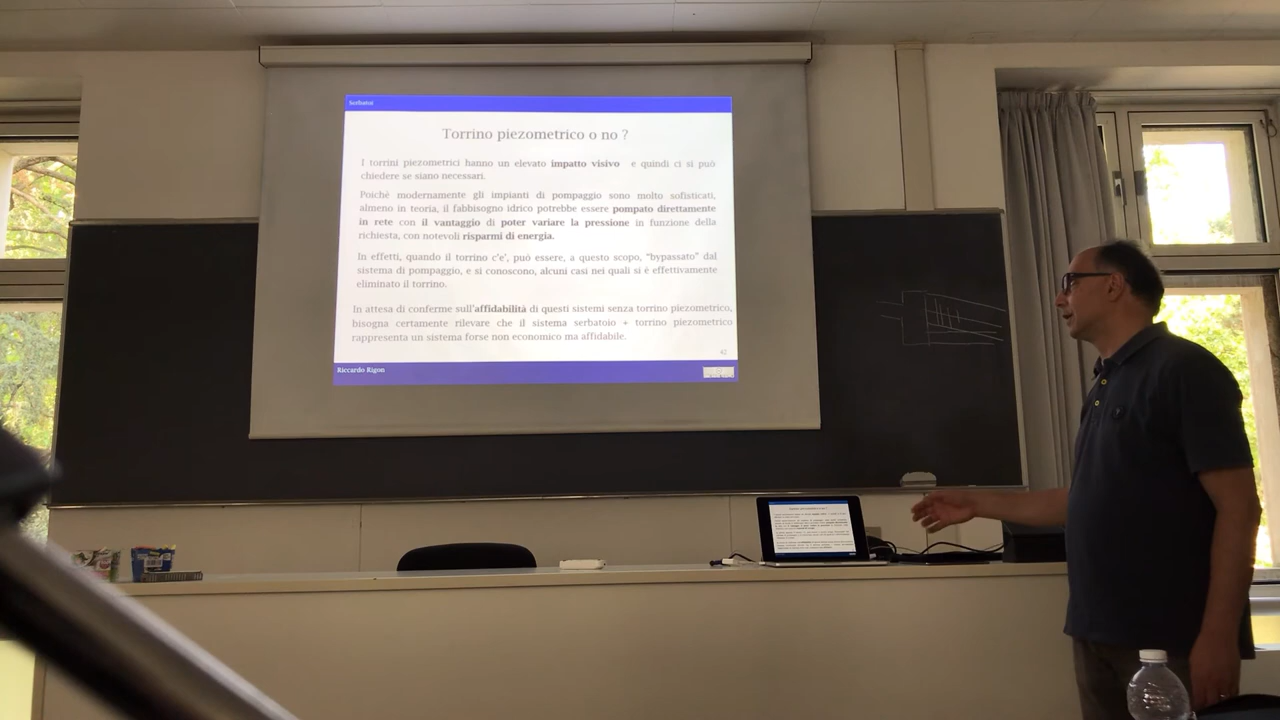 Serbatoi
Torrino piezometrico o no ?
I torrini piezometrici hanno un elevato impatto visivo e quindi ci si può
chiedere se siano necessari.
Poichè modernamente gli impianti di pompaggio sono molto sofisticati,
almeno in teoria, il fabbisogno idrico potrebbe essere pompato direttamente
in rete con il vantaggio di poter variare la pressione in funzione della
richiesta, con notevoli risparmi di energia.
In effetti, quando il torrino c'e', può essere, a questo scopo, “bypassato” dal
sistema di pompaggio, e si conoscono, alcuni casi nei quali si è effettivamente
eliminato il torrino.
In attesa di conferme sull'affidabilità di questi sistemi senza torrino piezometrico,
bisogna certamente rilevare che il sistema serbatoio + torrino piezometrico
rappresenta un sistema forse non economico ma affidabile.
42
Riccardo Rigon